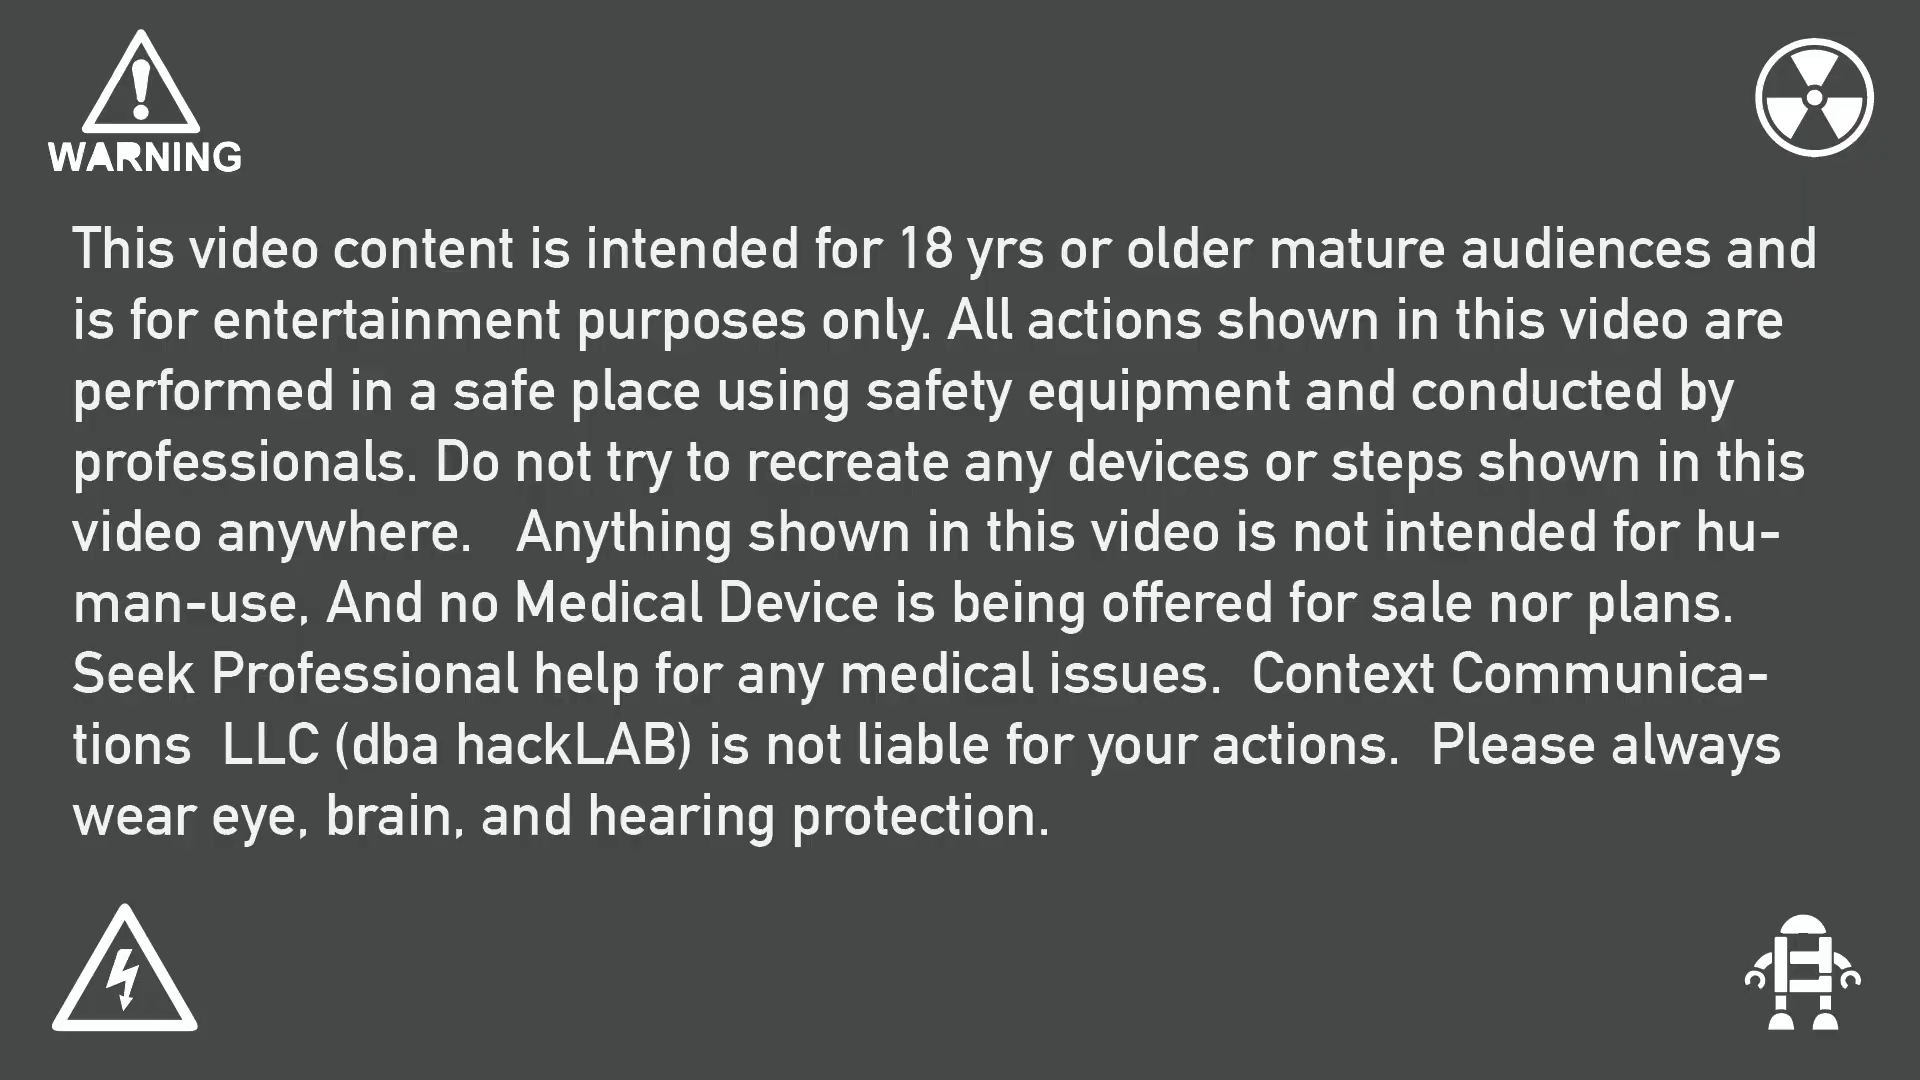 WARNING
This video content is intended for 18 yrs or older mature audiences and
is for entertainment purposes only. All actions shown in this video are
performed in a safe place using safety equipment and conducted by
professionals. Do not try to recreate any devices or steps shown in this
video anywhere.   Anything shown in this video is not intended for hu-
man-use, And no Medical Device is being offered for sale nor plans.
Seek Professional help for any medical issues.  Context Communica-
tions  LLC (dba hackLAB) is not liable for your actions.  Please always
wear eye, brain, and hearing protection.